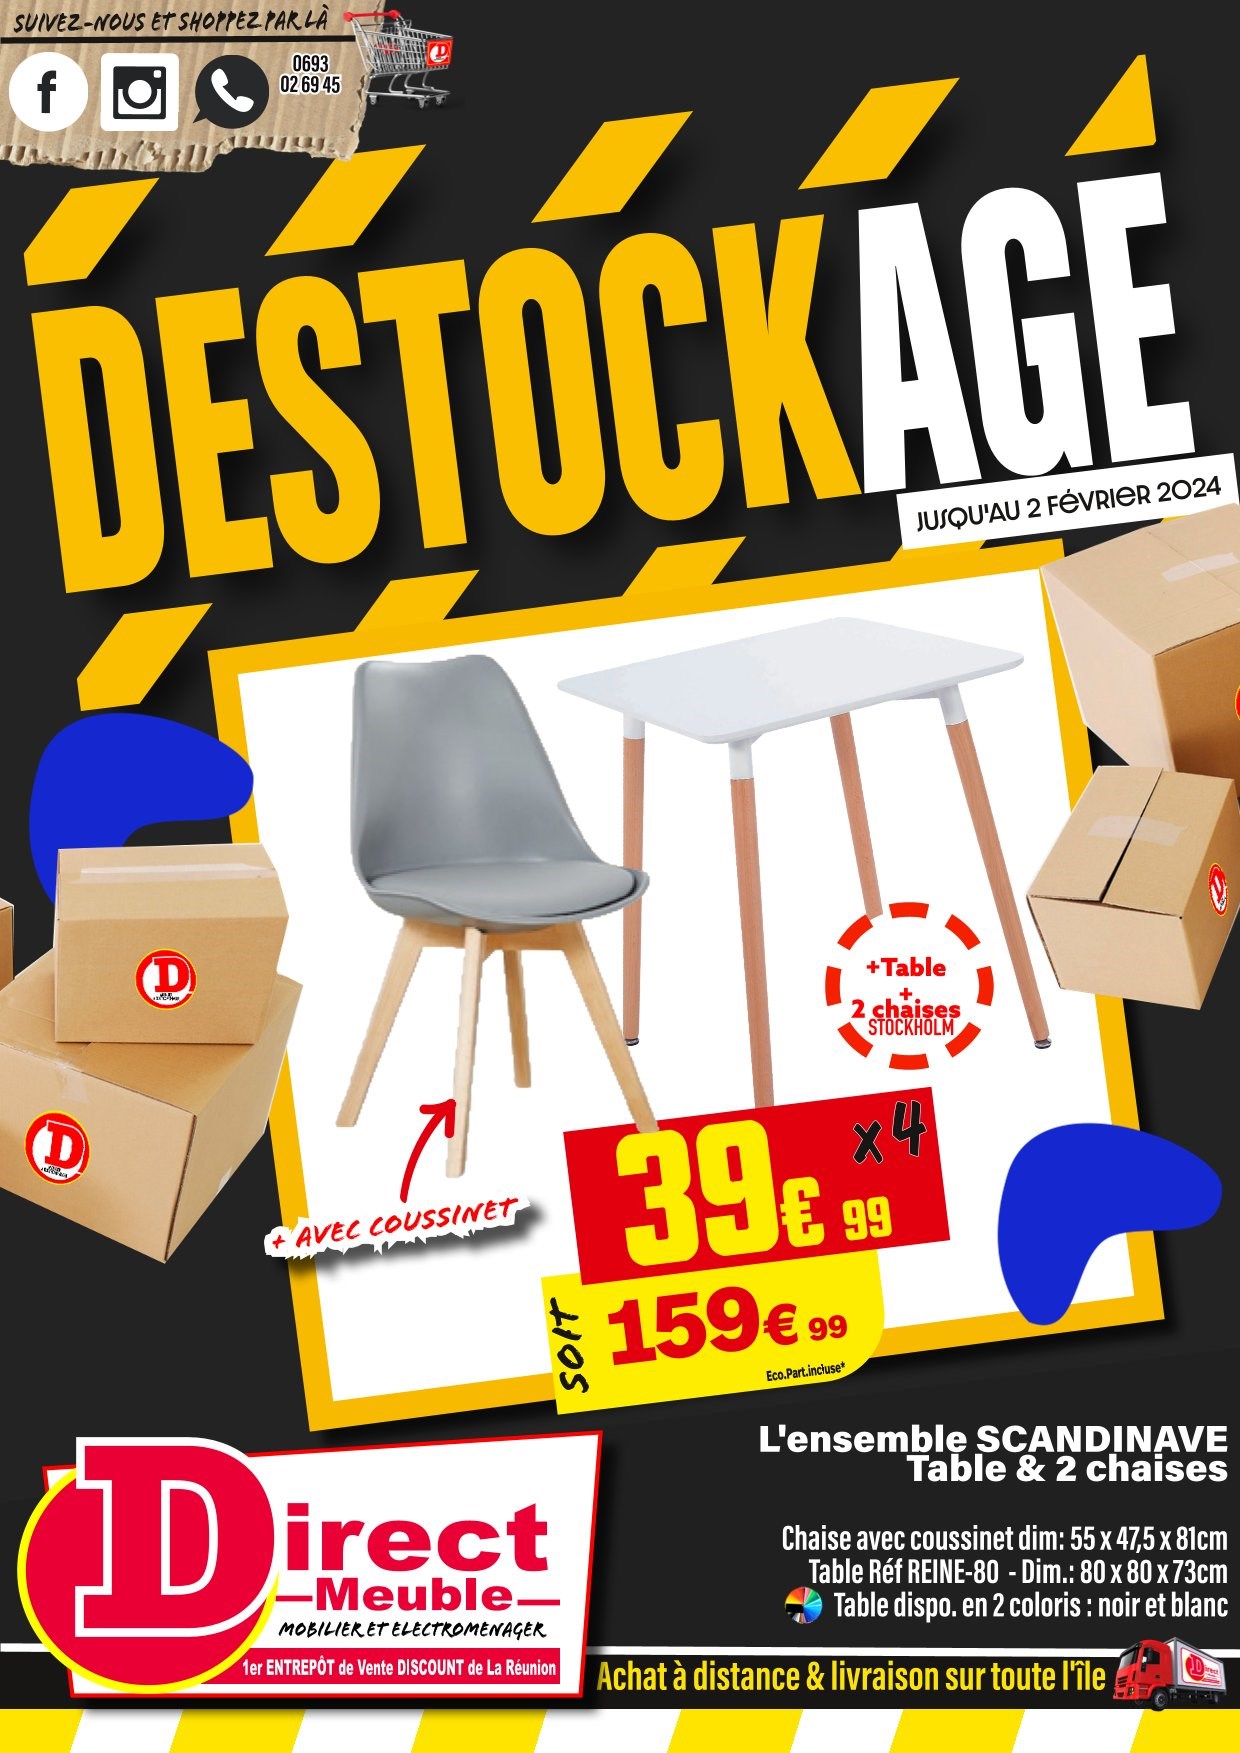 SUIVEZ-NOUS ET SHOPPEZ PAR LÀ
0693
02 69 45
DESTOCKAGE
JUSQU'AU 2 FÉVRIER 2024
+Table
+
2 chaises
STOCKHOLM
+ AVEC COUSSINET
39€99 x4
SOIT 159€99
Eco.Part.incluse*
L'ensemble SCANDINAVE
Table & 2 chaises
Chaise avec coussinet dim: 55 x 47,5 x 81cm
Table Réf REINE-80 - Dim.: 80 x 80 x 73cm
Table dispo. en 2 coloris : noir et blanc
Direct
Meuble
MOBILIER ET ELECTROMENAGER
1er ENTREPÔT de Vente DISCOUNT de La Réunion
Achat à distance & livraison sur toute l'île